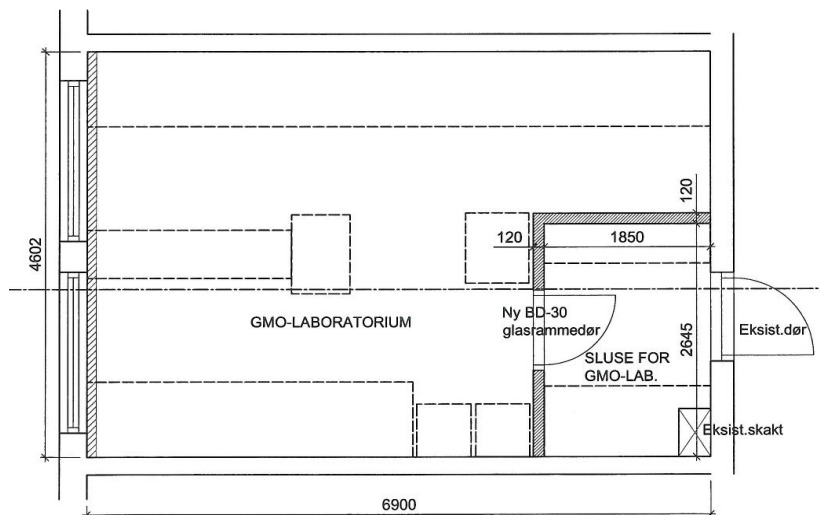 120
4602
120
1850
GMO-LABORATORIUM
Ny BD-30
glasrammedør
2645
Eksist.dør
SLUSE FOR
GMO-LAB.
Eksist.skakt
6900